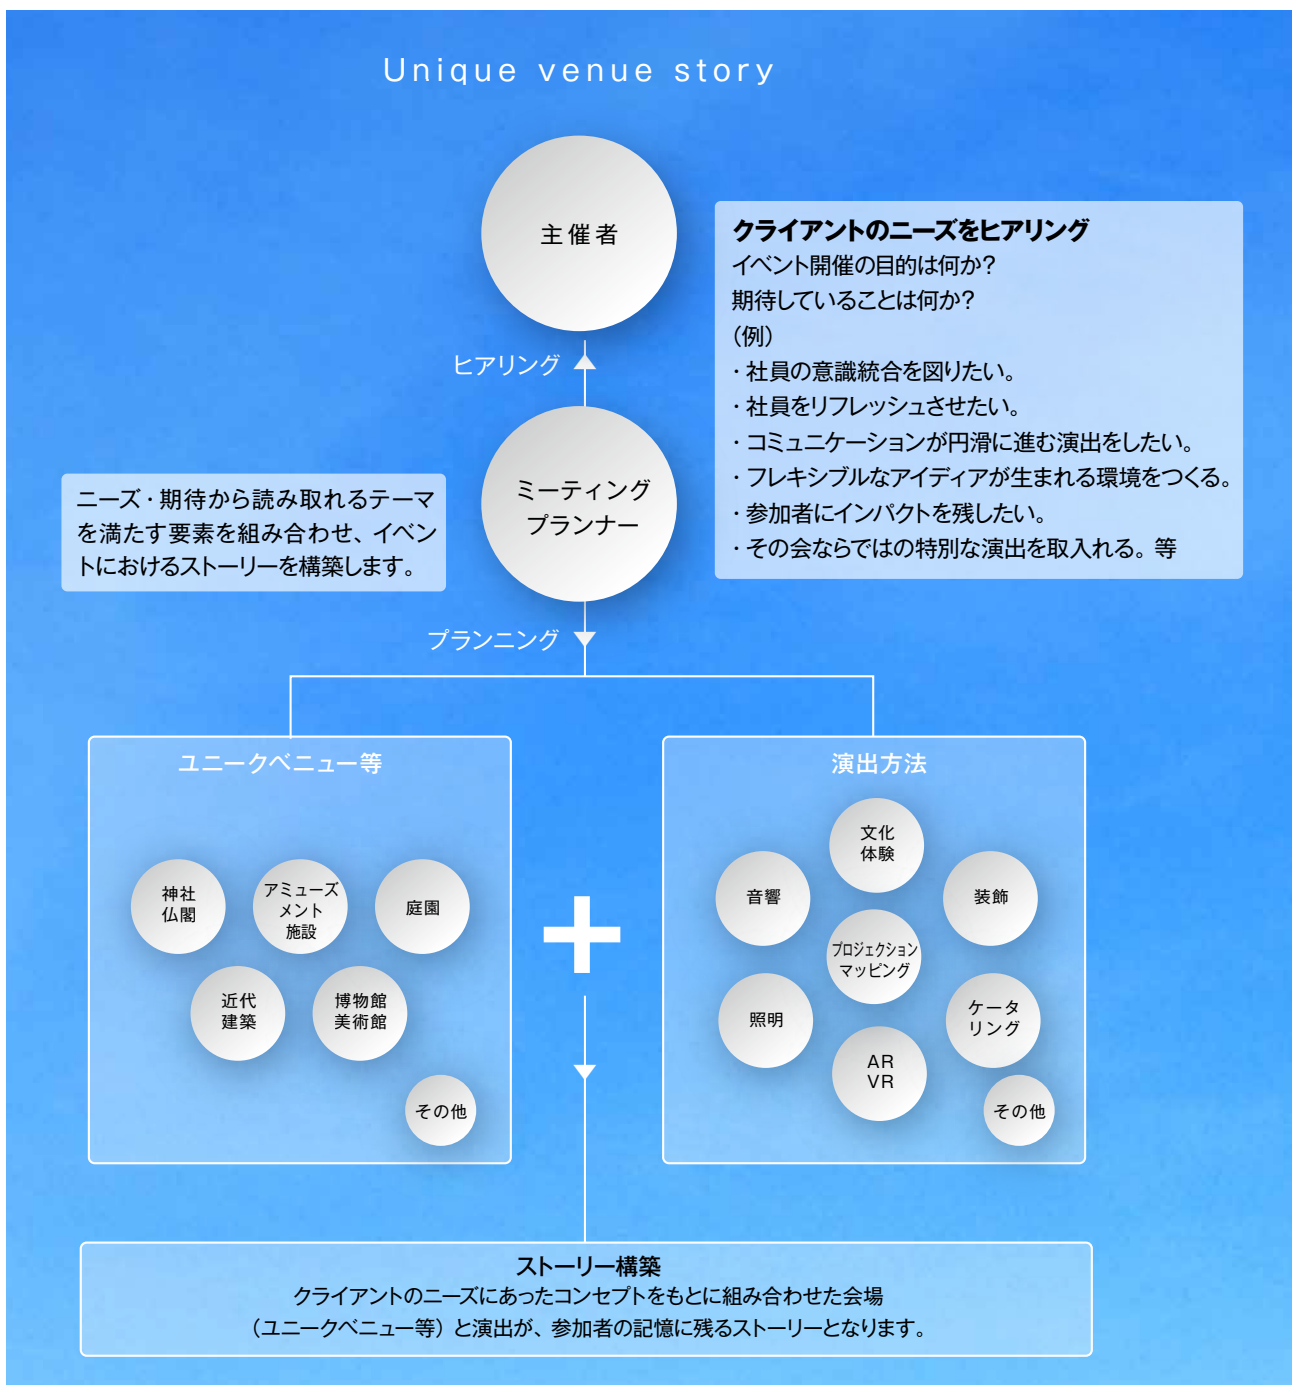 Unique venue story
主催者
クライアントのニーズをヒアリング
イベント開催の目的は何か?
期待していることは何か?
（例）
・社員の意識統合を図りたい。
・社員をリフレッシュさせたい。
・コミュニケーションが円滑に進む演出をしたい。
・フレキシブルなアイディアが生まれる環境をつくる。
・参加者にインパクトを残したい。
・その会ならではの特別な演出を取入れる。等
ヒアリング
ミーティング
プランナー
ニーズ・期待から読み取れるテーマ
を満たす要素を組み合わせ、イベン
トにおけるストーリーを構築します。
プランニング
ユニークベニュー等
神社
仏閣
アミューズ
メント
施設
庭園
近代
建築
博物館
美術館
その他
演出方法
文化
体験
音響
装飾
プロジェクション
マッピング
照明
ケータ
リング
AR
VR
その他
ストーリー構築
クライアントのニーズにあったコンセプトをもとに組み合わせた会場
（ユニークベニュー等）と演出が、参加者の記憶に残るストーリーとなります。